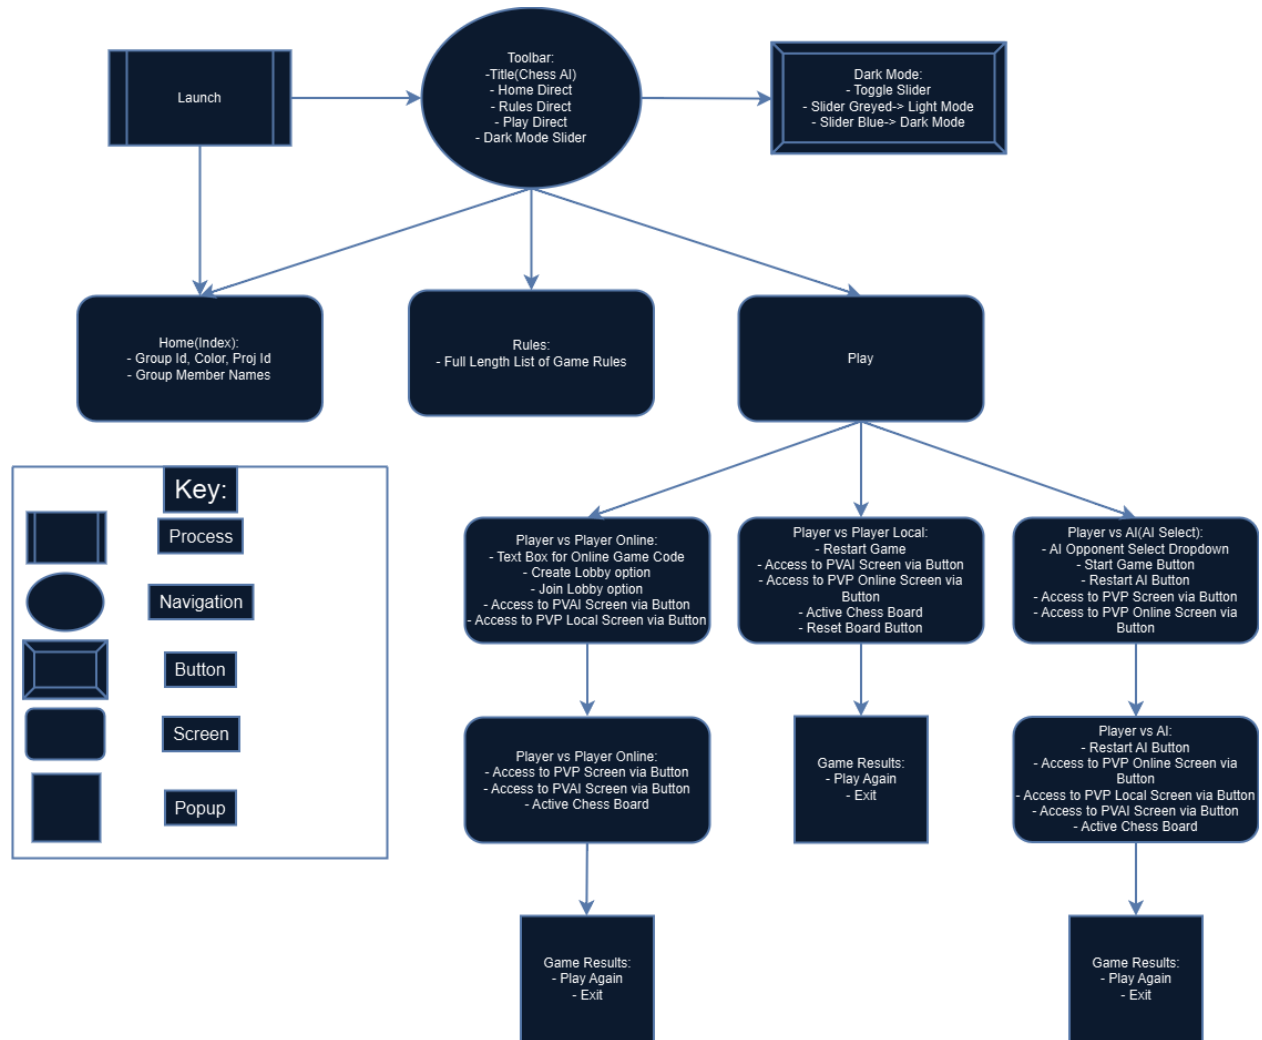 Launch
Toolbar:
-Title(Chess AI)
- Home Direct
- Rules Direct
- Play Direct
- Dark Mode Slider
Dark Mode:
- Toggle Slider
- Slider Greyed-> Light Mode
- Slider Blue-> Dark Mode
Home(Index):
- Group Id, Color, Proj Id
- Group Member Names
Rules:
- Full Length List of Game Rules
Play
Key:
Process
Navigation
Button
Screen
Popup
Player vs Player Online:
- Text Box for Online Game Code
- Create Lobby option
- Join Lobby option
- Access to PVAI Screen via Button
- Access to PVP Local Screen via Button
Player vs Player Local:
- Restart Game
- Access to PVAI Screen via Button
- Access to PVP Online Screen via
Button
- Active Chess Board
- Reset Board Button
Player vs AI(AI Select):
- AI Opponent Select Dropdown
- Start Game Button
- Restart AI Button
- Access to PVP Screen via Button
- Access to PVP Online Screen via
Button
Player vs Player Online:
- Access to PVP Screen via Button
- Access to PVAI Screen via Button
- Active Chess Board
Game Results:
- Play Again
- Exit
Player vs AI:
- Restart AI Button
- Access to PVP Online Screen via
Button
- Access to PVP Local Screen via Button
- Access to PVAI Screen via Button
- Active Chess Board
Game Results:
- Play Again
- Exit
Game Results:
- Play Again
- Exit